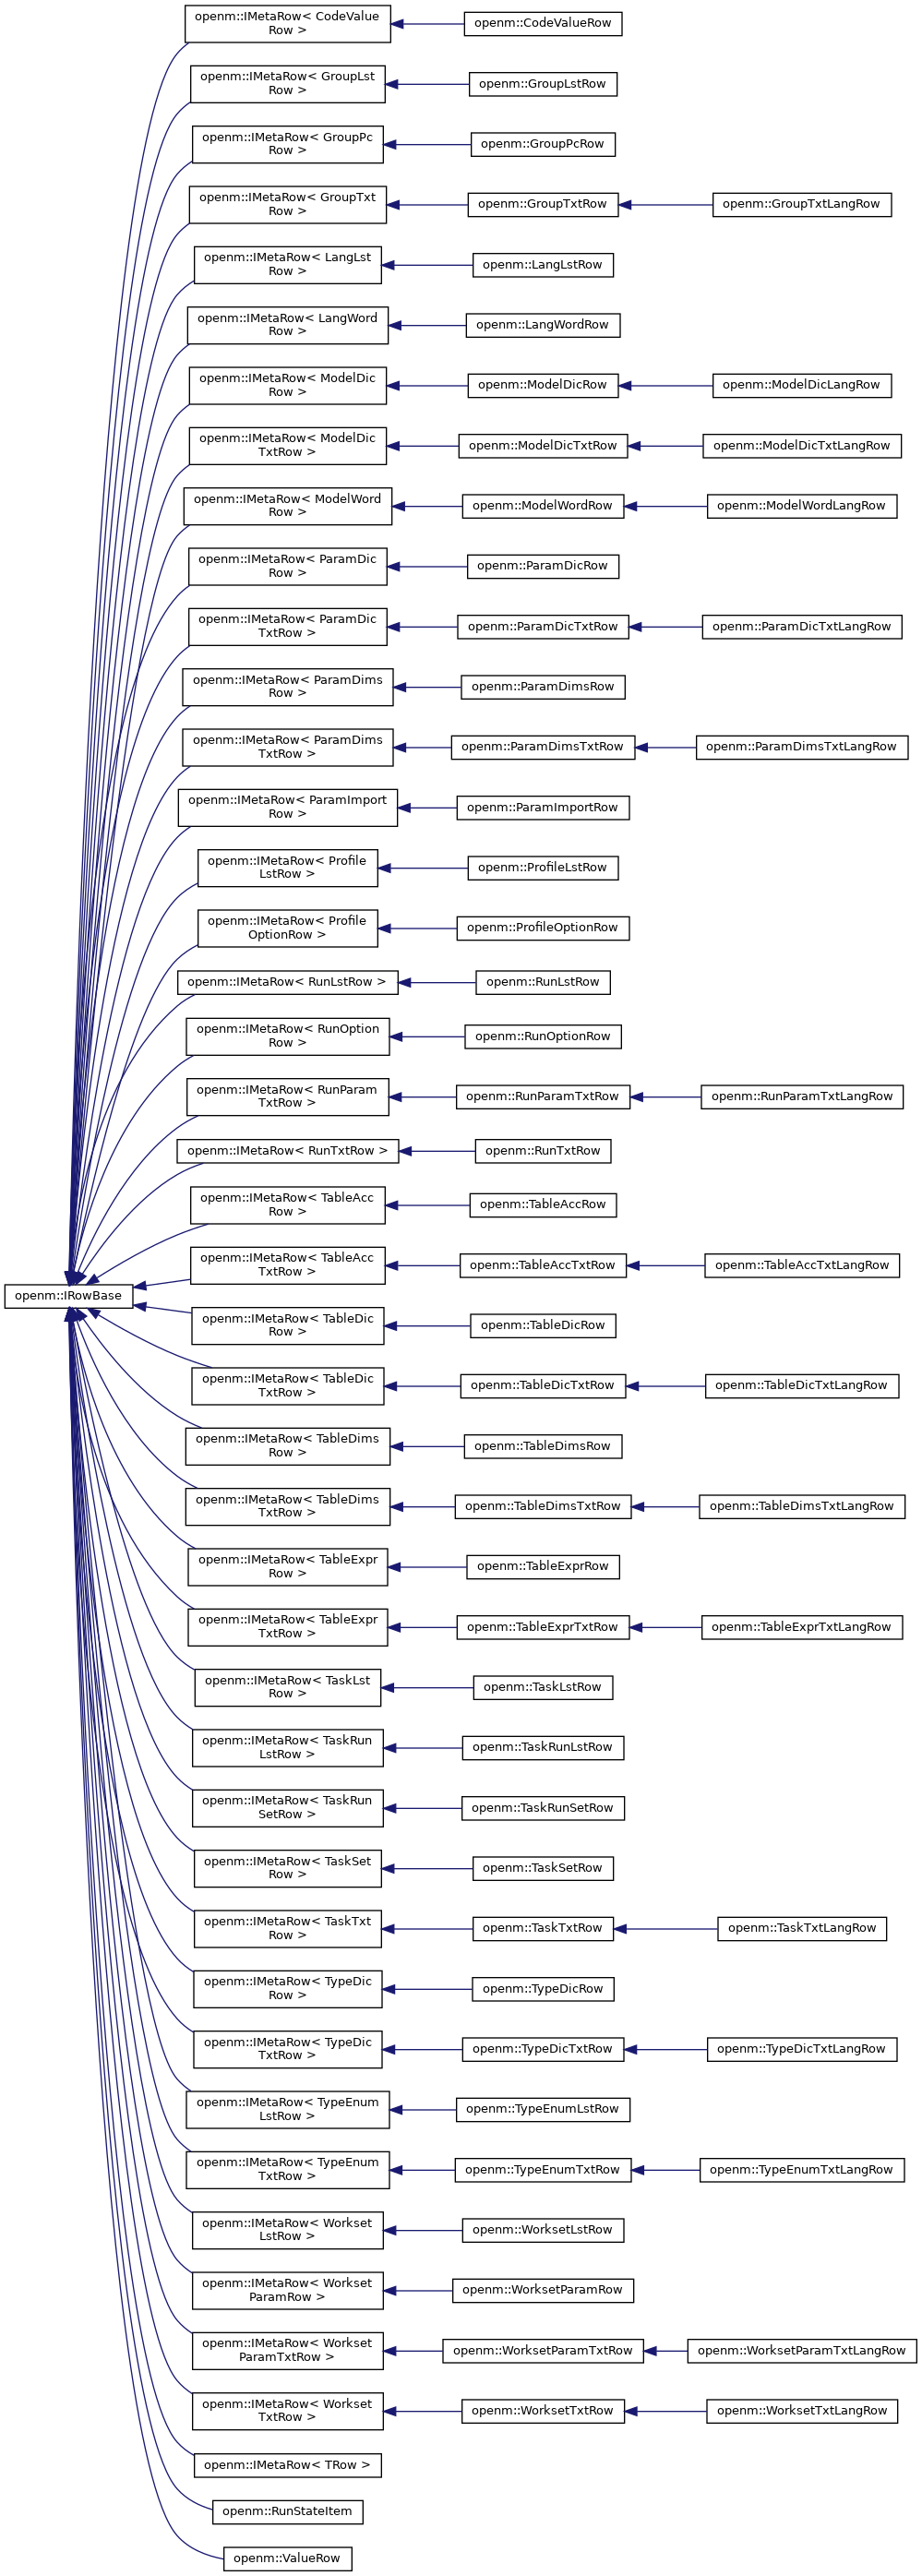 openm::IMetaRow< CodeValue
Row >
openm::CodeValueRow
openm::IMetaRow< GroupLst
Row >
openm::GroupLstRow
openm::IMetaRow< GroupPc
Row >
openm::GroupPcRow
openm::IMetaRow< GroupTxt
Row >
openm::GroupTxtRow
openm::GroupTxtLangRow
openm::IMetaRow< LangLst
Row >
openm::LangLstRow
openm::IMetaRow< LangWord
Row >
openm::LangWordRow
openm::IMetaRow< ModelDic
Row >
openm::ModelDicRow
openm::ModelDicLangRow
openm::IMetaRow< ModelDic
TxtRow >
openm::ModelDicTxtRow
openm::ModelDicTxtLangRow
openm::IMetaRow< ModelWord
Row >
openm::ModelWordRow
openm::ModelWordLangRow
openm::IMetaRow< ParamDic
Row >
openm::ParamDicRow
openm::IMetaRow< ParamDic
TxtRow >
openm::ParamDicTxtRow
openm::ParamDicTxtLangRow
openm::IMetaRow< ParamDims
Row >
openm::ParamDimsRow
openm::IMetaRow< ParamDims
TxtRow >
openm::ParamDimsTxtRow
openm::ParamDimsTxtLangRow
openm::IMetaRow< ParamImport
Row >
openm::ParamImportRow
openm::IMetaRow< Profile
LstRow >
openm::ProfileLstRow
openm::IMetaRow< Profile
OptionRow >
openm::ProfileOptionRow
openm::IMetaRow< RunLstRow >
openm::RunLstRow
openm::IMetaRow< RunOption
Row >
openm::RunOptionRow
openm::IMetaRow< RunParam
TxtRow >
openm::RunParamTxtRow
openm::RunParamTxtLangRow
openm::IMetaRow< RunTxtRow >
openm::RunTxtRow
openm::IMetaRow< TableAcc
Row >
openm::TableAccRow
openm::IMetaRow< TableAcc
TxtRow >
openm::TableAccTxtRow
openm::TableAccTxtLangRow
openm::IRowBase
openm::IMetaRow< TableDic
Row >
openm::TableDicRow
openm::IMetaRow< TableDic
TxtRow >
openm::TableDicTxtRow
openm::TableDicTxtLangRow
openm::IMetaRow< TableDims
Row >
openm::TableDimsRow
openm::IMetaRow< TableDims
TxtRow >
openm::TableDimsTxtRow
openm::TableDimsTxtLangRow
openm::IMetaRow< TableExpr
Row >
openm::TableExprRow
openm::IMetaRow< TableExpr
TxtRow >
openm::TableExprTxtRow
openm::TableExprTxtLangRow
openm::IMetaRow< TaskLst
Row >
openm::TaskLstRow
openm::IMetaRow< TaskRun
LstRow >
openm::TaskRunLstRow
openm::IMetaRow< TaskRun
SetRow >
openm::TaskRunSetRow
openm::IMetaRow< TaskSet
Row >
openm::TaskSetRow
openm::IMetaRow< TaskTxt
Row >
openm::TaskTxtRow
openm::TaskTxtLangRow
openm::IMetaRow< TypeDic
Row >
openm::TypeDicRow
openm::IMetaRow< TypeDic
TxtRow >
openm::TypeDicTxtRow
openm::TypeDicTxtLangRow
openm::IMetaRow< TypeEnum
LstRow >
openm::TypeEnumLstRow
openm::IMetaRow< TypeEnum
TxtRow >
openm::TypeEnumTxtRow
openm::TypeEnumTxtLangRow
openm::IMetaRow< Workset
LstRow >
openm::WorksetLstRow
openm::IMetaRow< Workset
ParamRow >
openm::WorksetParamRow
openm::IMetaRow< Workset
ParamTxtRow >
openm::WorksetParamTxtRow
openm::WorksetParamTxtLangRow
openm::IMetaRow< Workset
TxtRow >
openm::WorksetTxtRow
openm::WorksetTxtLangRow
openm::IMetaRow< TRow >
openm::RunStateItem
openm::ValueRow